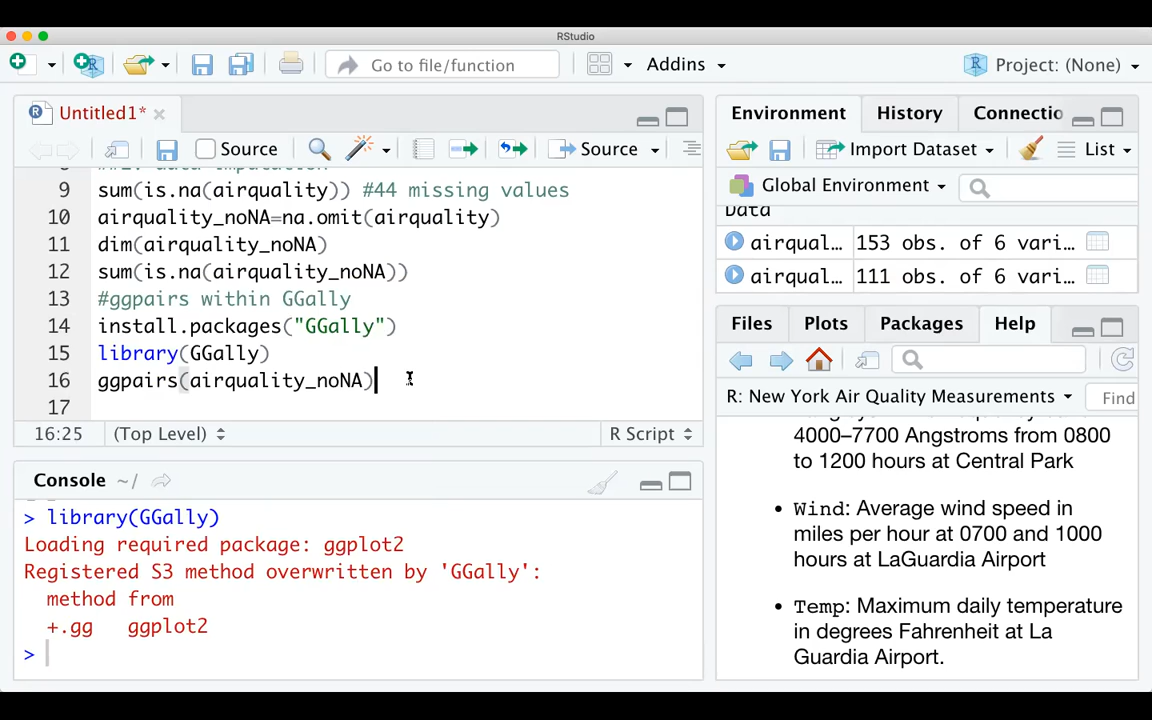 RStudio
Go to file/function
Addins
Project: (None)
Untitled1*
Source
Source
9 sum(is.na(airquality)) #44 missing values
10 airquality_noNA=na.omit(airquality)
11 dim(airquality_noNA)
12 sum(is.na(airquality_noNA))
13 #ggpairs within GGally
14 install.packages("GGally")
15 library(GGally)
16 ggpairs(airquality_noNA)
17
16:25 (Top Level) R Script
Console ~/
> library(GGally)
Loading required package: ggplot2
Registered S3 method overwritten by 'GGally':
method from
+.gg ggplot2
>
Environment History Connectio
Import Dataset List
Global Environment
Data
airqual… 153 obs. of 6 vari…
airqual… 111 obs. of 6 vari…
Files Plots Packages Help
R: New York Air Quality Measurements Find
4000–7700 Angstroms from 0800
to 1200 hours at Central Park
• Wind: Average wind speed in
miles per hour at 0700 and 1000
hours at LaGuardia Airport
• Temp: Maximum daily temperature
in degrees Fahrenheit at La
Guardia Airport.